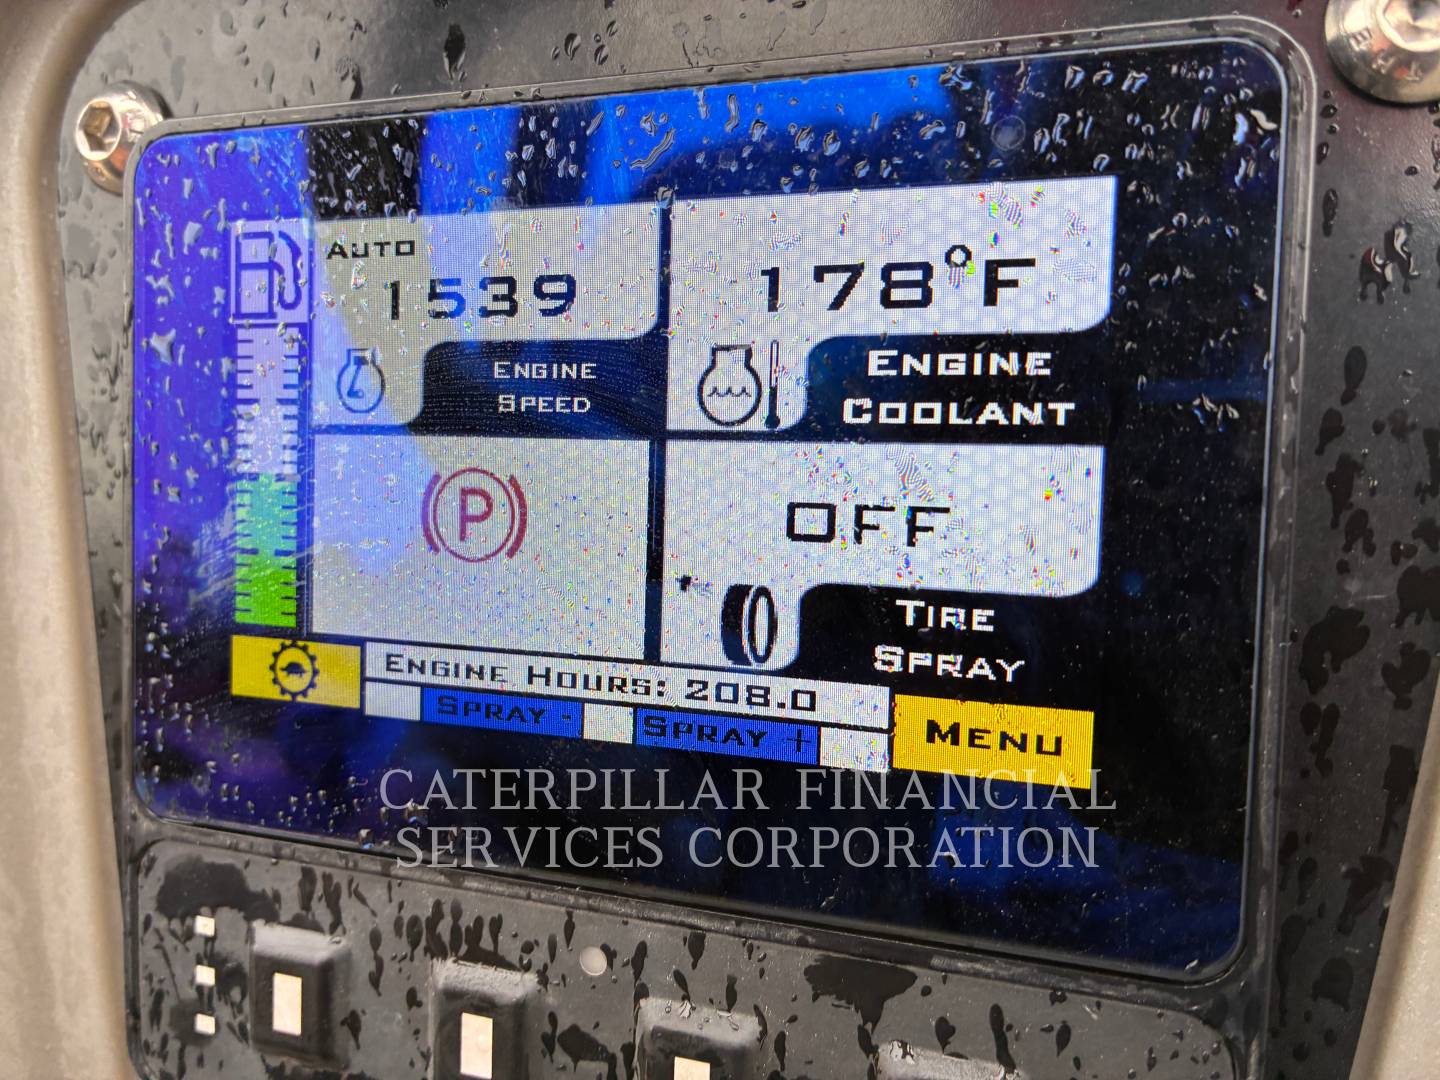 AUTO
1539
ENGINE
SPEED
178°F
ENGINE
COOLANT
P
OFF
TIRE
SPRAY
ENGINE HOURS: 208.0
SPRAY -
SPRAY +
MENU
CATERPILLAR FINANCIAL
SERVICES CORPORATION